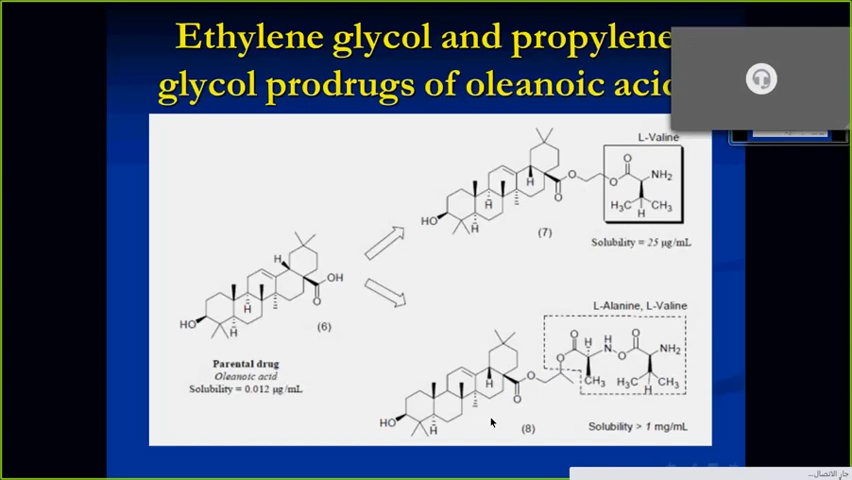 Ethylene glycol and propylene
glycol prodrugs of oleanoic
L-Valine
O
NH₂
H
O
O
O
H₃C
CH₃
H
HO
H
H
(7)
Solubility = 25 µg/mL
H
OH
O
HO
H
H
(6)
Parental drug
Oleanoic acid
Solubility = 0.012 µg/mL
L-Alanine, L-Valine
O
H
H
N
O
O
NH₂
O
CH₃
H₃C
CH₃
H
H
O
O
HO
H
H
(8)
Solubility > 1 mg/mL
جار الاتصال...